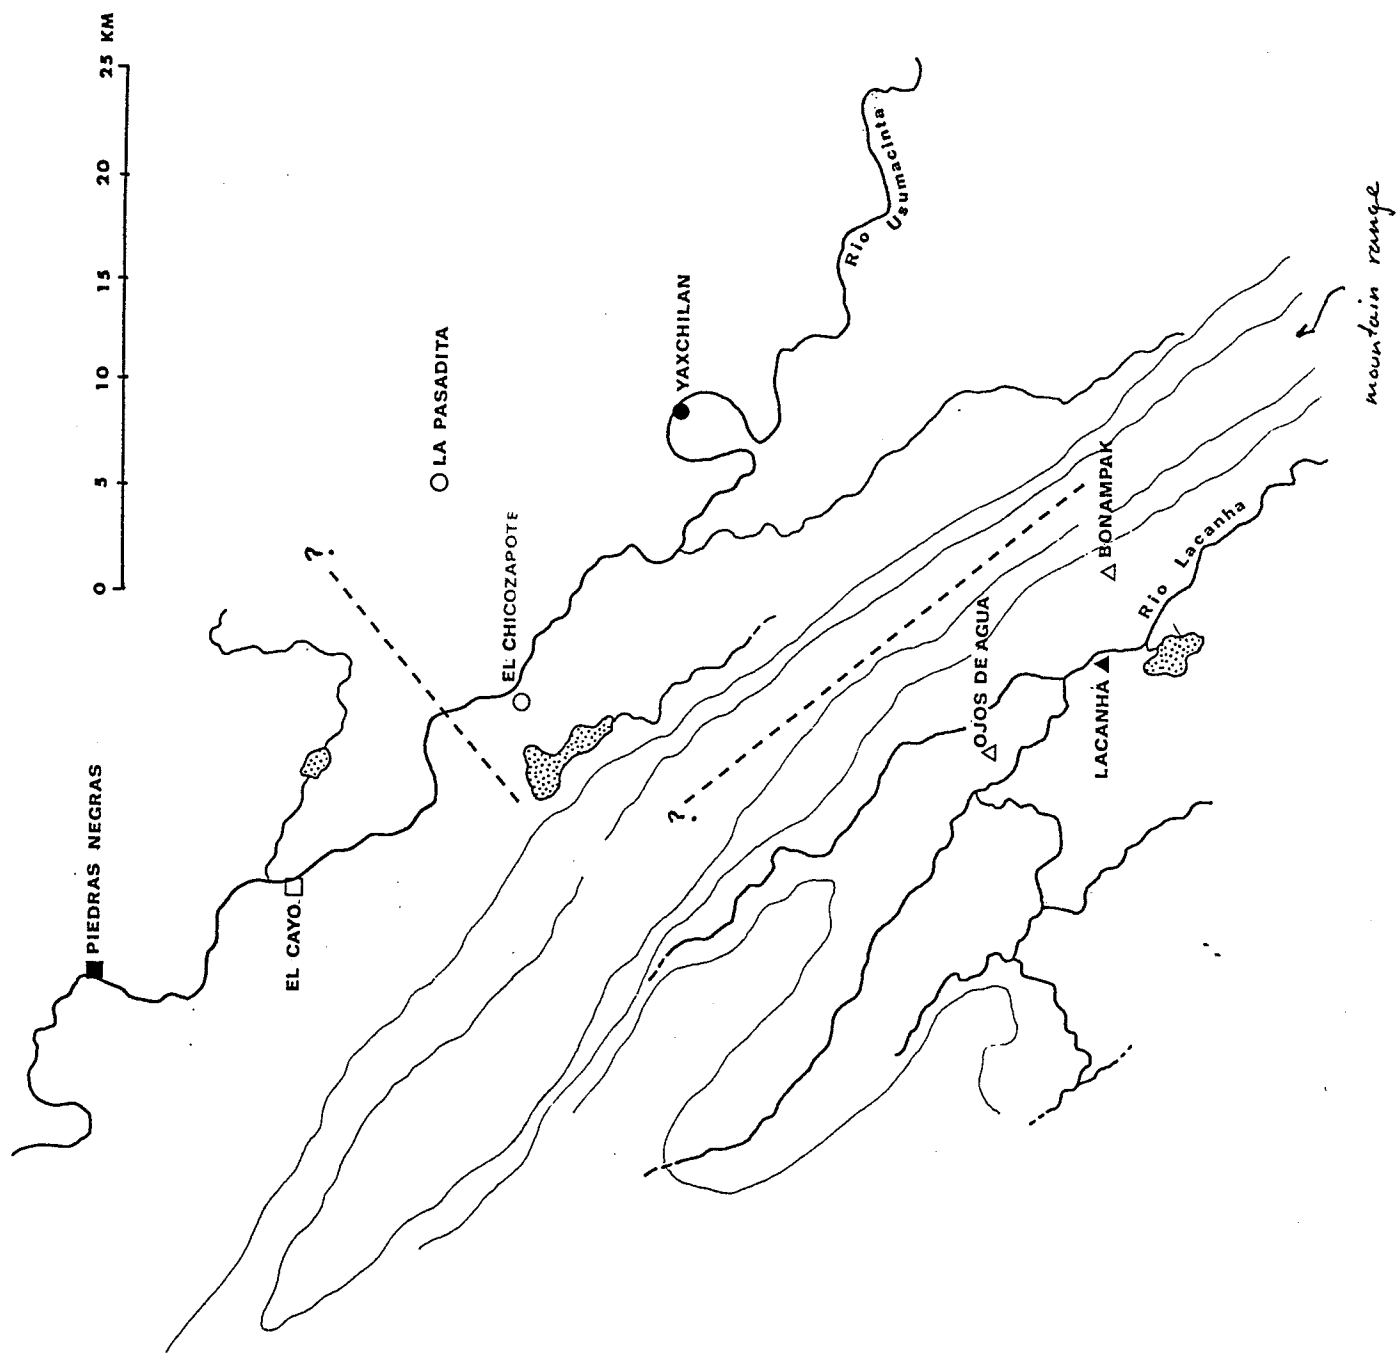 0 5 10 15 20 25 KM
PIEDRAS NEGRAS
?
EL CAYO
LA PASADITA
EL CHICOZAPOTE
YAXCHILAN
?
Rio Usumacinta
OJOS DE AGUA
LACANHÁ
BONAMPAK
Rio Lacanha
mountain range